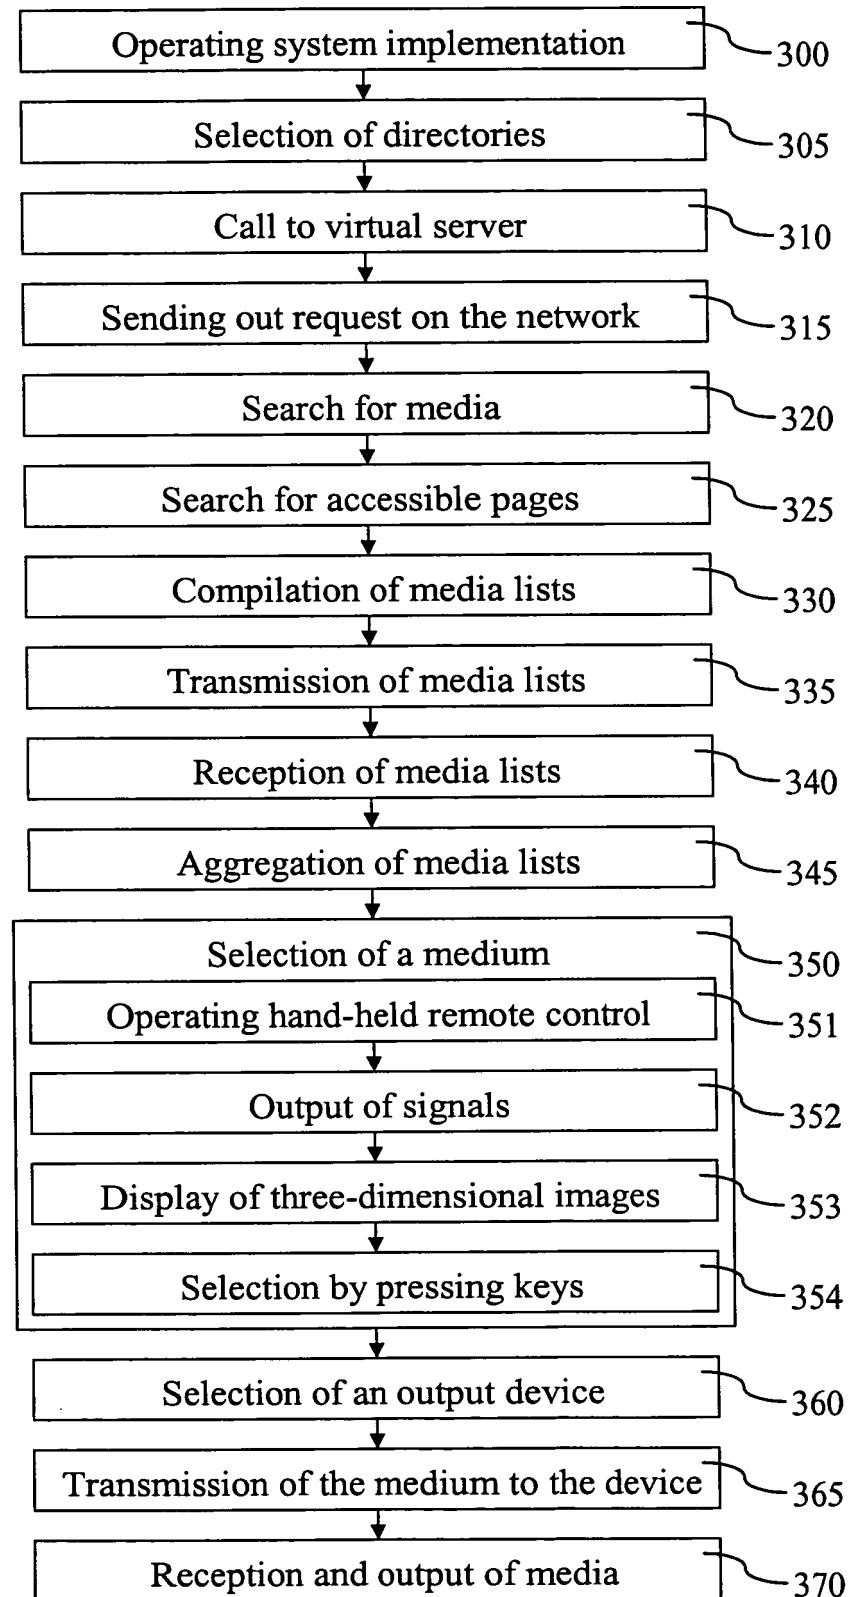 Operating system implementation 300
Selection of directories 305
Call to virtual server 310
Sending out request on the network 315
Search for media 320
Search for accessible pages 325
Compilation of media lists 330
Transmission of media lists 335
Reception of media lists 340
Aggregation of media lists 345
Selection of a medium 350
Operating hand-held remote control 351
Output of signals 352
Display of three-dimensional images 353
Selection by pressing keys 354
Selection of an output device 360
Transmission of the medium to the device 365
Reception and output of media 370